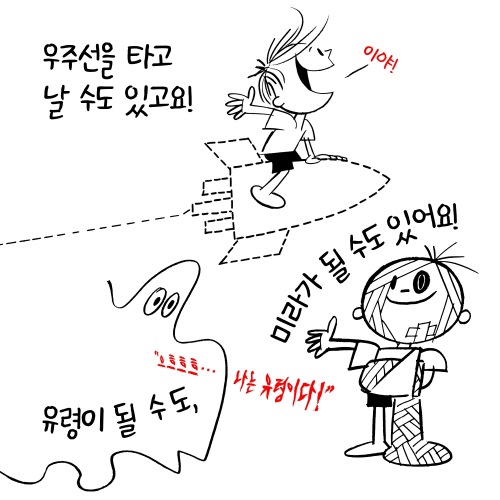 우주선을 타고
날 수도 있고요!
이야!
미라가 될 수도 있어요!
"으흐흐흐...
나는 유령이다!"
유령이 될 수도,